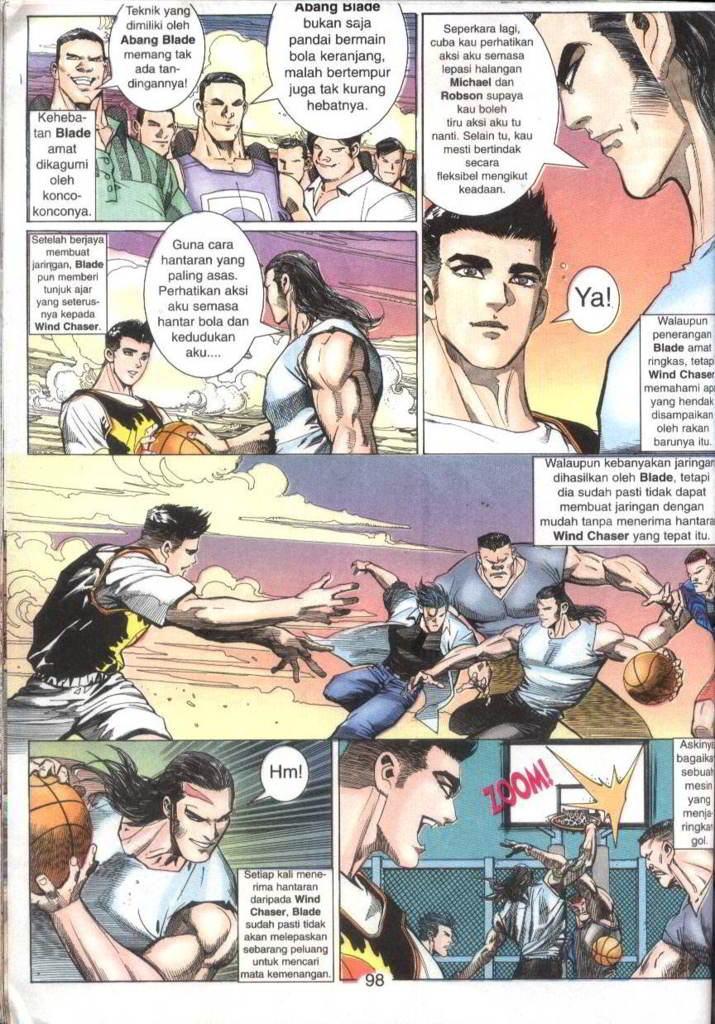 Teknik yang
dimiliki oleh
Abang Blade
memang tak
ada tan-
dingannya!
Abang Blade
bukan saja
pandai bermain
bola keranjang,
malah bertempur
juga tak kurang
hebatnya.
Keheba-
tan Blade
amat
dikagumi
oleh
konco-
konconya.
Seperkara lagi,
cuba kau perhatikan
aksi aku semasa
lepasi halangan
Michael dan
Robson supaya
kau boleh
tiru aksi aku tu
nanti. Selain tu, kau
mesti bertindak
secara
fleksibel mengikut
keadaan.
Ya!
Walaupun
penerangan
Blade amat
ringkas, tetap
Wind Chaser
memahami ap
yang hendak
disampaikan
oleh rakan
barunya itu.
Setelah berjaya
membuat
jaringan, Blade
pun memberi
tunjuk ajar
yang seterus-
nya kepada
Wind Chaser.
Guna cara
hantaran yang
paling asas.
Perhatikan aksi
aku semasa
hantar bola dan
kedudukan
aku....
Walaupun kebanyakan jaringan
dihasilkan oleh Blade, tetapi
dia sudah pasti tidak dapat
membuat jaringan dengan
mudah tanpa menerima hantara
Wind Chaser yang tepat itu.
Hm!
Setiap kali mene-
rima hantaran
daripada Wind
Chaser, Blade
sudah pasti tidak
akan melepaskan
sebarang peluang
untuk mencari
mata kemenangan.
ZOOM!
Askinya
bagaika
sebuah
mesin
yang
menja-
ringkat
gol.
98